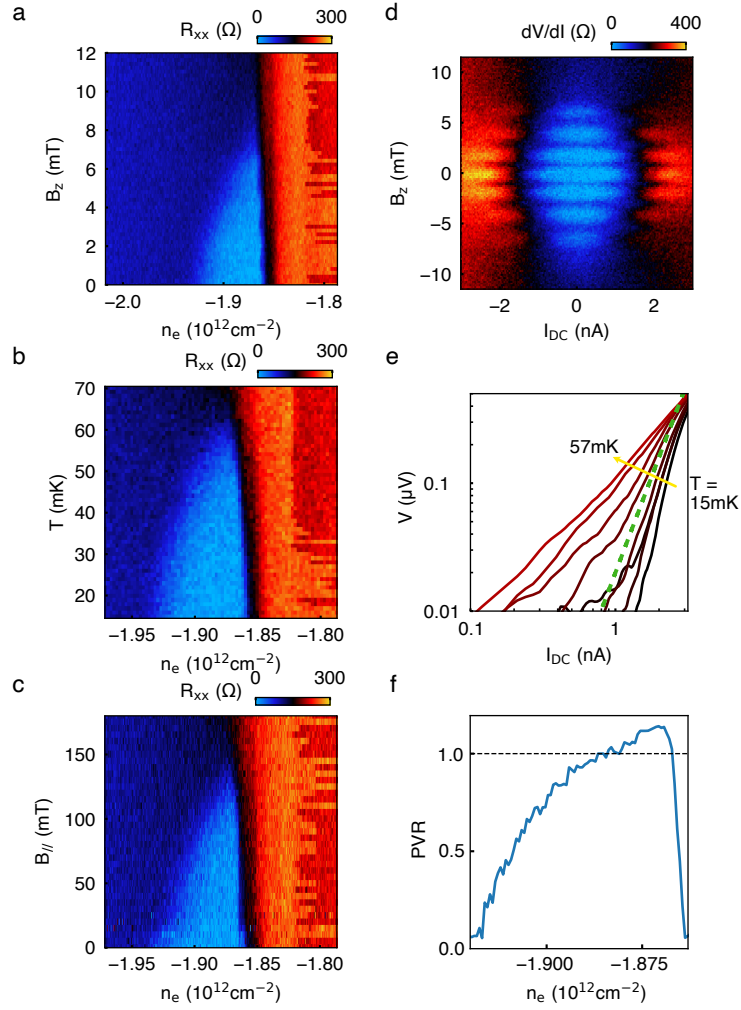 a
R_xx (Ω)
0
300
12
10
8
6
4
2
0
B_z (mT)
−2.0
−1.9
−1.8
n_e (10^12cm^−2)
b
R_xx (Ω)
0
300
70
60
50
40
30
20
T (mK)
−1.95
−1.90
−1.85
−1.80
n_e (10^12cm^−2)
c
R_xx (Ω)
0
300
150
100
50
0
B_// (mT)
−1.95
−1.90
−1.85
−1.80
n_e (10^12cm^−2)
d
dV/dI (Ω)
0
400
10
5
0
−5
−10
B_z (mT)
−2
0
2
I_DC (nA)
e
V (μV)
0.1
0.01
57mK
T =
15mK
0.1
1
I_DC (nA)
f
PVR
1.0
0.5
0.0
−1.900
−1.875
n_e (10^12cm^−2)